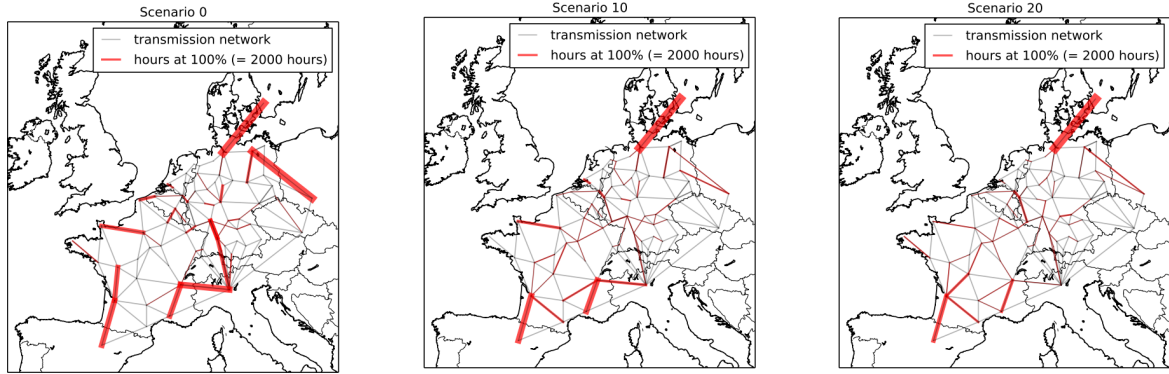 Scenario 0
transmission network
hours at 100% (= 2000 hours)
Scenario 10
transmission network
hours at 100% (= 2000 hours)
Scenario 20
transmission network
hours at 100% (= 2000 hours)